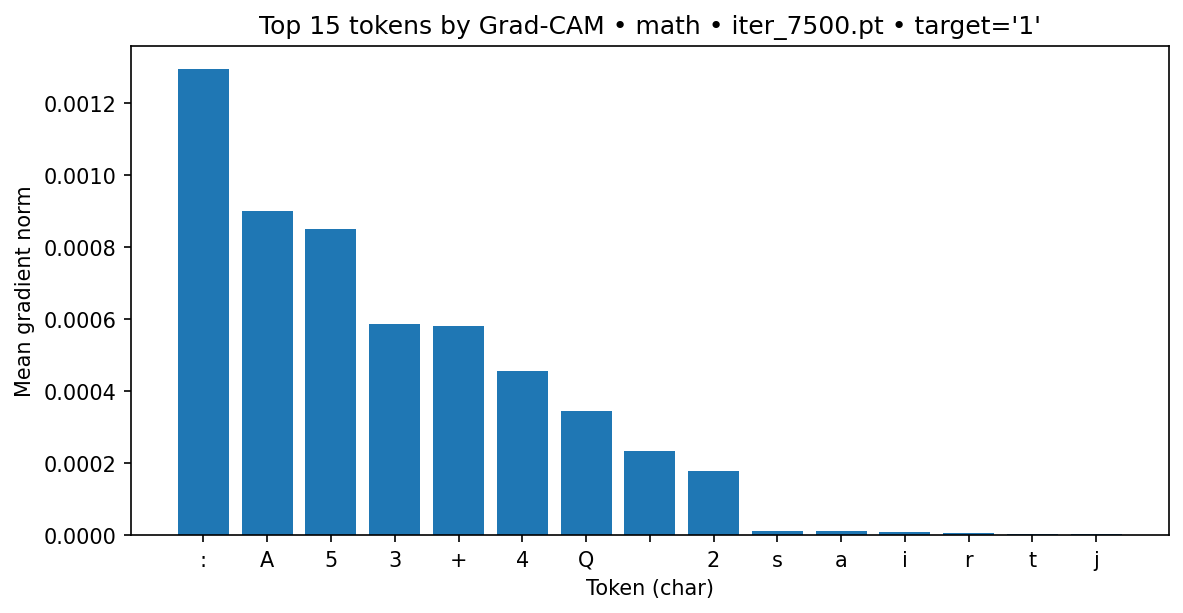 Top 15 tokens by Grad-CAM • math • iter_7500.pt • target='1'
Mean gradient norm
0.0012
0.0010
0.0008
0.0006
0.0004
0.0002
0.0000
: A 5 3 + 4 Q 2 s a i r t j
Token (char)